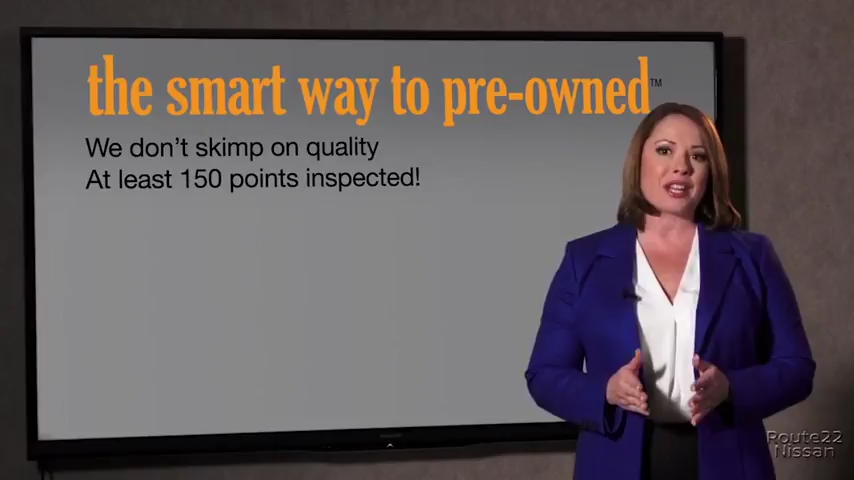 the smart way to pre-owned™
We don't skimp on quality
At least 150 points inspected!
Route22
Nissan